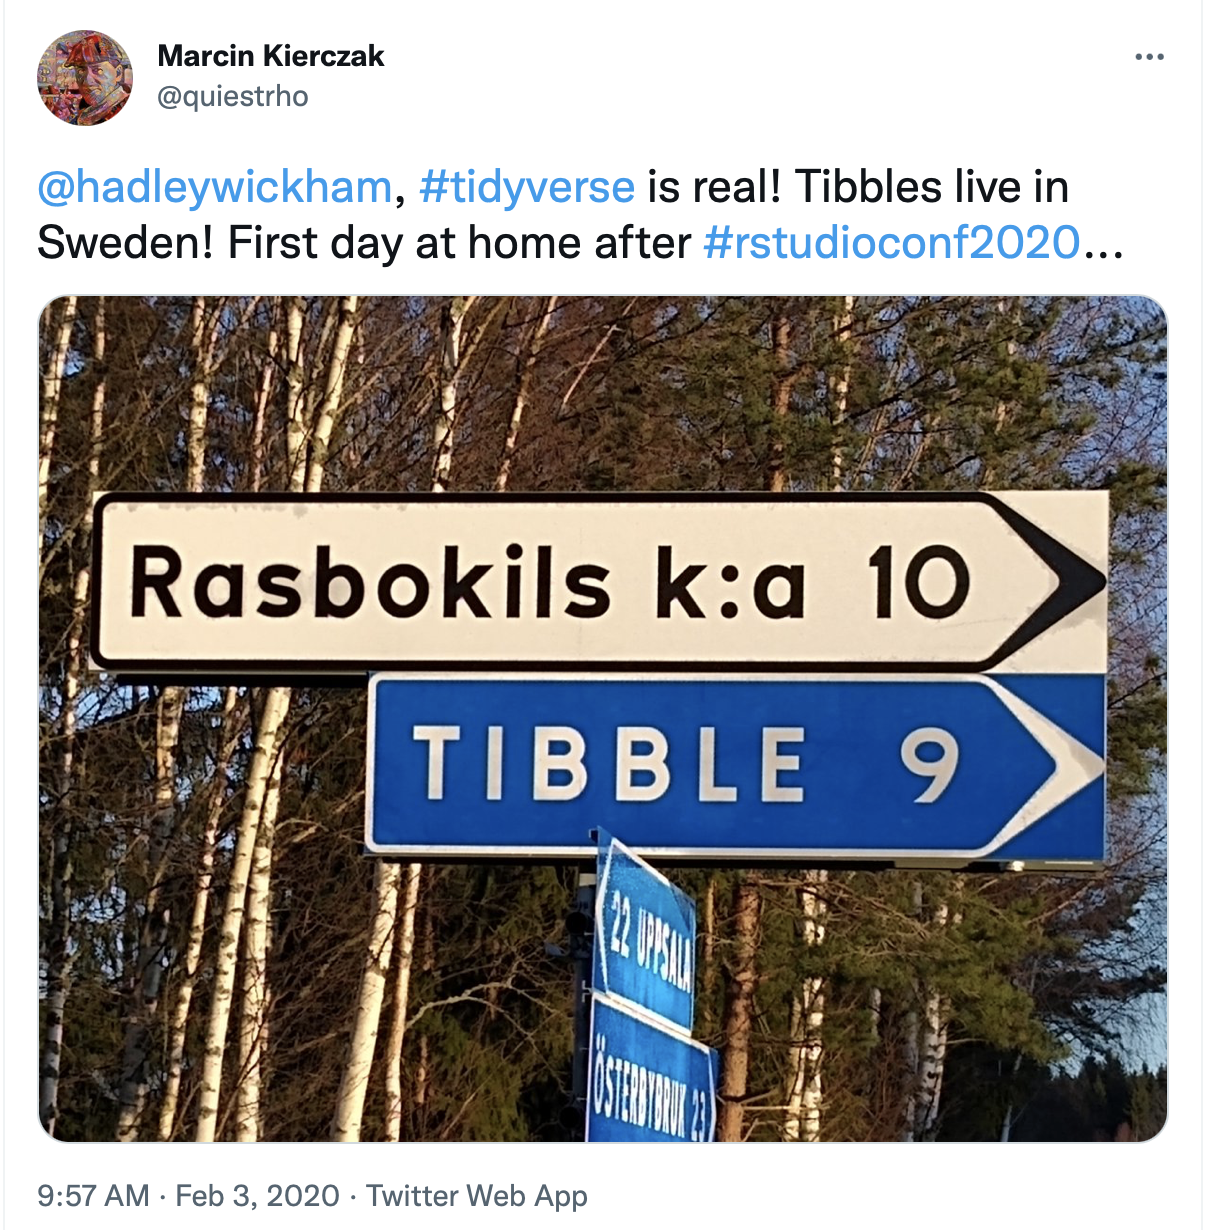 Marcin Kierczak
@quiestrho
@hadleywickham, #tidyverse is real! Tibbles live in
Sweden! First day at home after #rstudioconf2020...
Rasbokils k:a 10
TIBBLE 9
22 UPPSALA
ÖSTERBYBRUK 23
9:57 AM · Feb 3, 2020 · Twitter Web App